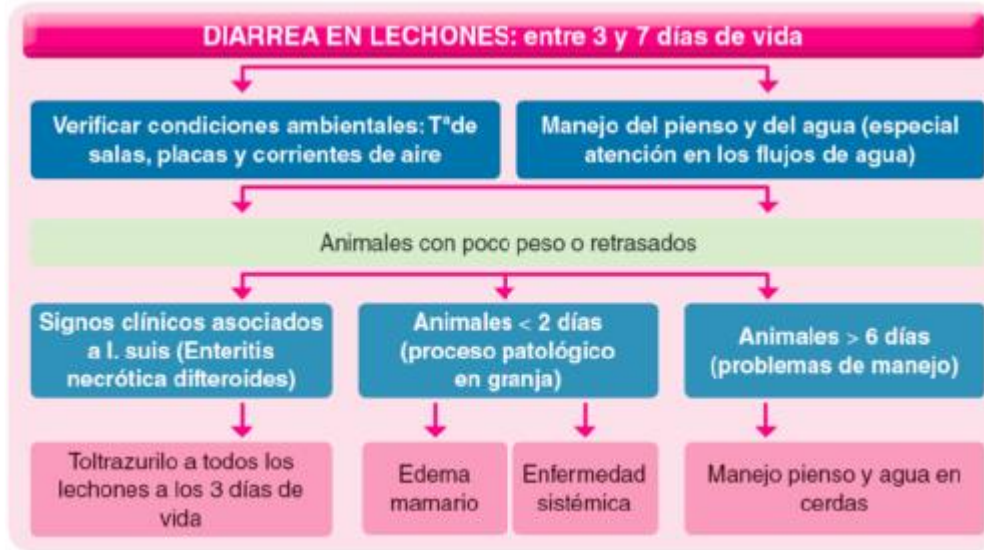 DIARREA EN LECHONES: entre 3 y 7 días de vida
Verificar condiciones ambientales: Tªde
salas, placas y corrientes de aire
Manejo del pienso y del agua (especial
atención en los flujos de agua)
Animales con poco peso o retrasados
Signos clínicos asociados
a I. suis (Enteritis
necrótica difteroides)
Animales < 2 días
(proceso patológico
en granja)
Animales > 6 días
(problemas de manejo)
Toltrazurilo a todos los
lechones a los 3 días de
vida
Edema
mamario
Enfermedad
sistémica
Manejo pienso y agua en
cerdas